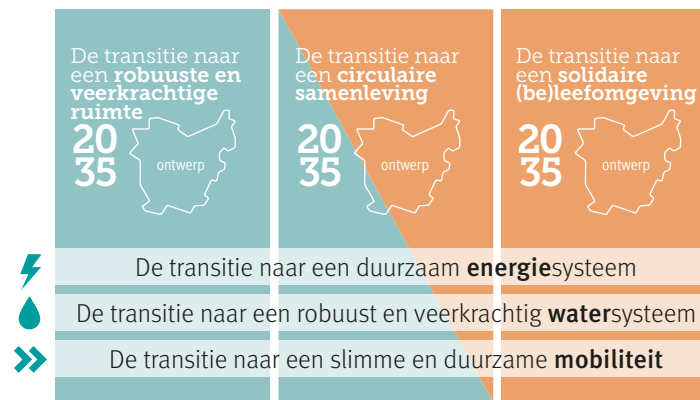 De transitie naar
een robuuste en
veerkrachtige
ruimte
20
35
ontwerp
De transitie naar
een circulaire
samenleving
20
35
ontwerp
De transitie naar
een solidaire
(be)leefomgeving
20
35
ontwerp
De transitie naar een duurzaam energiesysteem
De transitie naar een robuust en veerkrachtig watersysteem
De transitie naar een slimme en duurzame mobiliteit